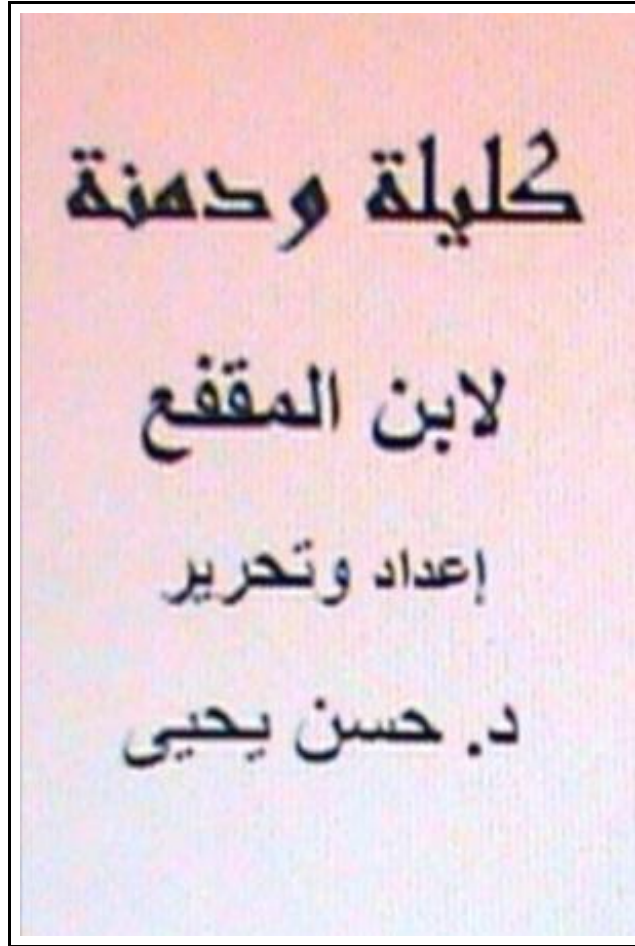 كليلة ودمنة
لابن المقفع
إعداد وتحرير
د. حسن يحيى